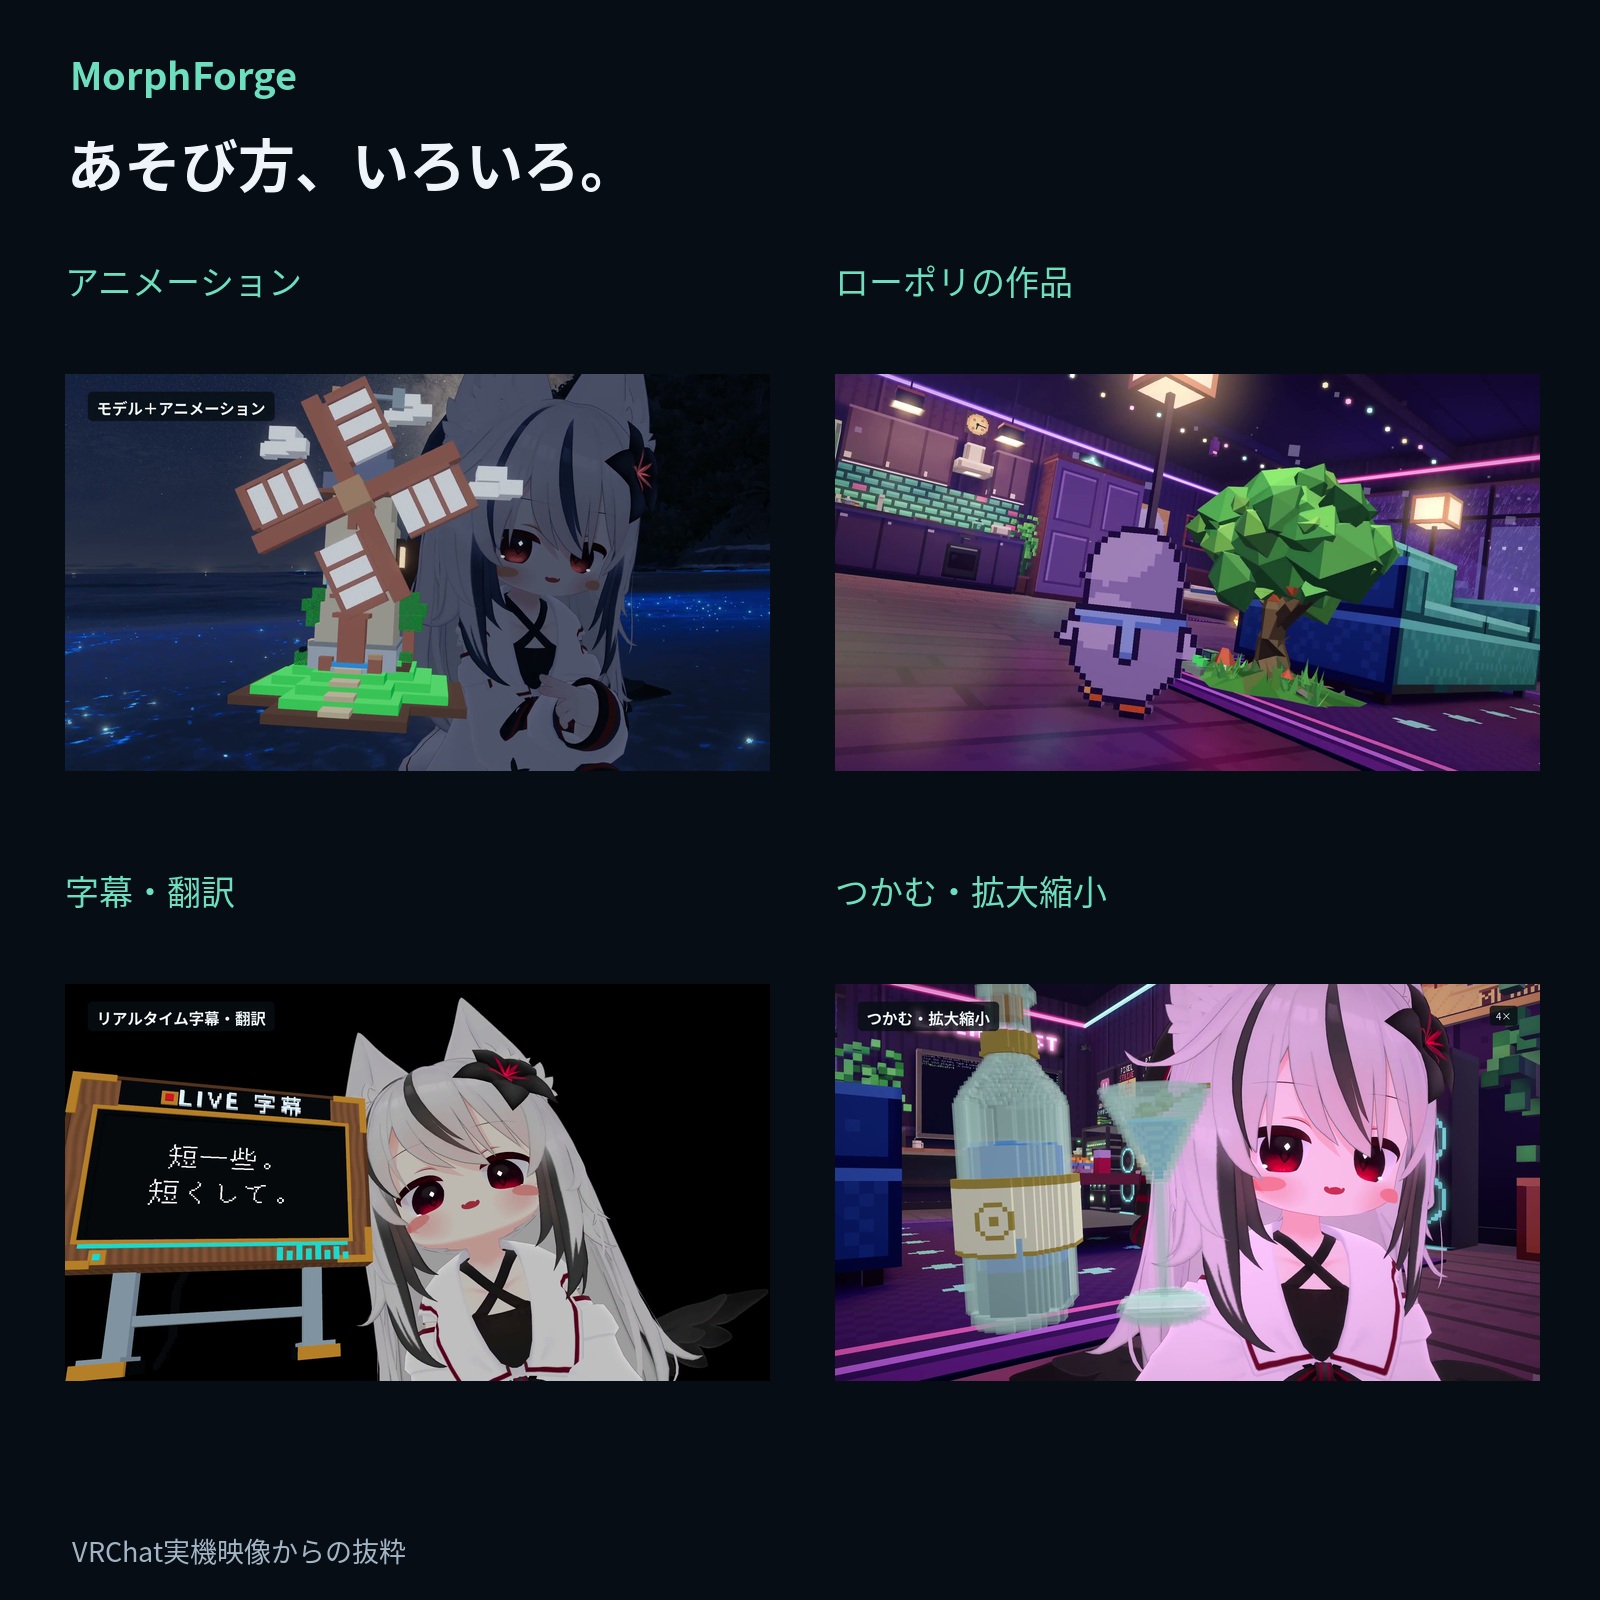 MorphForge
あそび方、いろいろ。
アニメーション
ローポリの作品
モデル＋アニメーション
字幕・翻訳
つかむ・拡大縮小
リアルタイム字幕・翻訳
LIVE 字幕
短一些。
短くして。
つかむ・拡大縮小
4×
VRChat実機映像からの抜粋